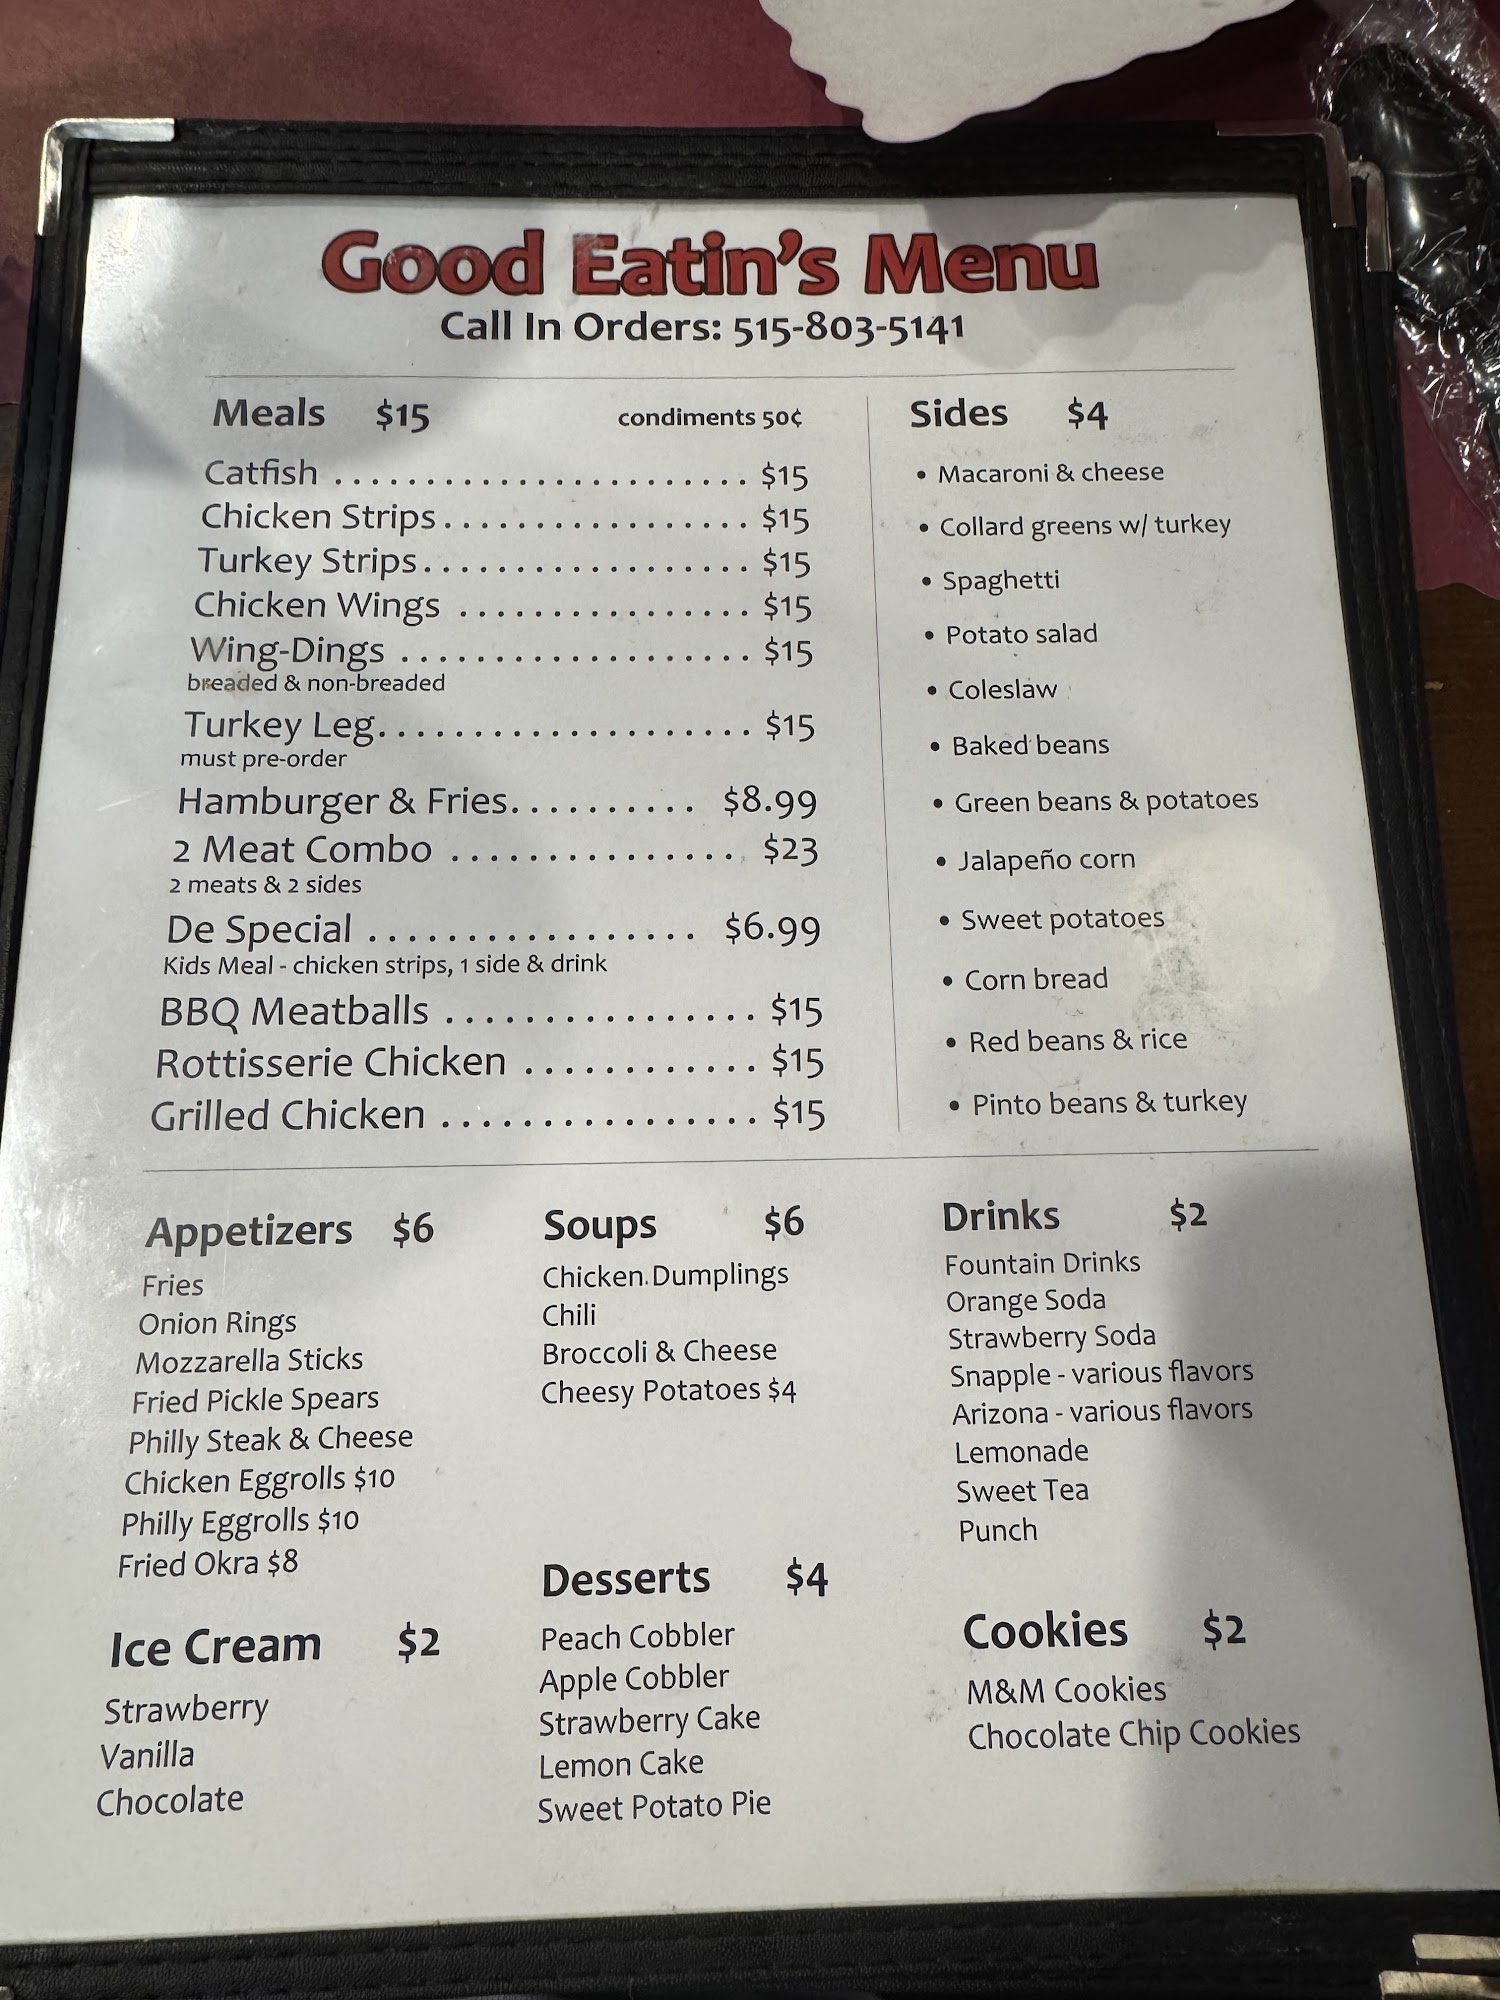 Good Eatin's Menu
Call In Orders: 515-803-5141
Meals $15 condiments 50¢
Catfish ....................... $15
Chicken Strips................. $15
Turkey Strips.................. $15
Chicken Wings ................ $15
Wing-Dings ................... $15
breaded & non-breaded
Turkey Leg.................... $15
must pre-order
Hamburger & Fries.......... $8.99
2 Meat Combo ............... $23
2 meats & 2 sides
De Special ................. $6.99
Kids Meal - chicken strips, 1 side & drink
BBQ Meatballs ................ $15
Rottisserie Chicken ............ $15
Grilled Chicken ................ $15
Sides $4
• Macaroni & cheese
• Collard greens w/ turkey
• Spaghetti
• Potato salad
• Coleslaw
• Baked beans
• Green beans & potatoes
• Jalapeño corn
• Sweet potatoes
• Corn bread
• Red beans & rice
• Pinto beans & turkey
Appetizers $6
Fries
Onion Rings
Mozzarella Sticks
Fried Pickle Spears
Philly Steak & Cheese
Chicken Eggrolls $10
Philly Eggrolls $10
Fried Okra $8
Ice Cream $2
Strawberry
Vanilla
Chocolate
Soups $6
Chicken Dumplings
Chili
Broccoli & Cheese
Cheesy Potatoes $4
Desserts $4
Peach Cobbler
Apple Cobbler
Strawberry Cake
Lemon Cake
Sweet Potato Pie
Drinks $2
Fountain Drinks
Orange Soda
Strawberry Soda
Snapple - various flavors
Arizona - various flavors
Lemonade
Sweet Tea
Punch
Cookies $2
M&M Cookies
Chocolate Chip Cookies